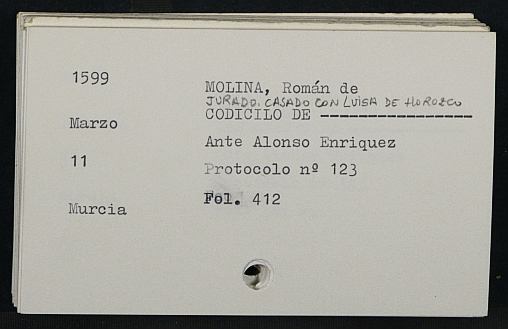 1599
MOLINA, Román de
JURADO. CASADO CON LUISA DE HOROZCO
CODICILO DE ----------------
Marzo
Ante Alonso Enriquez
11
Protocolo nº 123
Fol. 412
Murcia